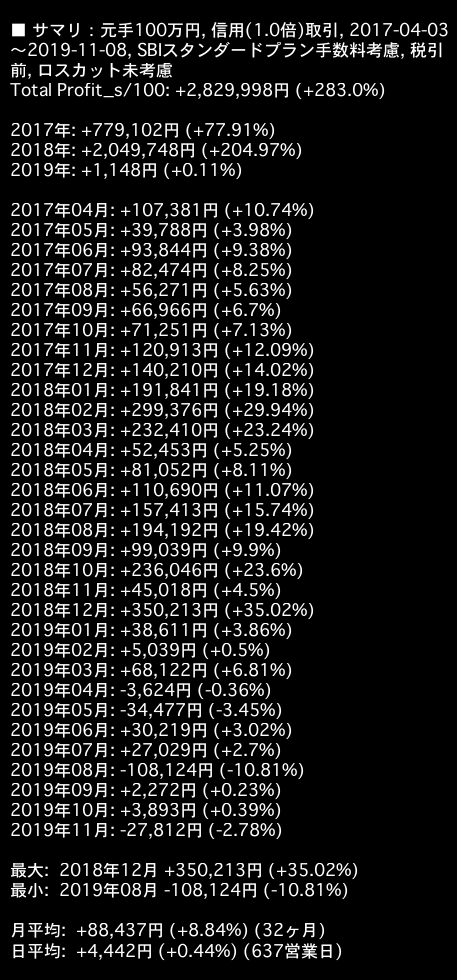 ■ サマリ : 元手100万円, 信用(1.0倍)取引, 2017-04-03
〜2019-11-08, SBIスタンダードプラン手数料考慮, 税引
前, ロスカット未考慮
Total Profit_s/100: +2,829,998円 (+283.0%)
2017年: +779,102円 (+77.91%)
2018年: +2,049,748円 (+204.97%)
2019年: +1,148円 (+0.11%)
2017年04月: +107,381円 (+10.74%)
2017年05月: +39,788円 (+3.98%)
2017年06月: +93,844円 (+9.38%)
2017年07月: +82,474円 (+8.25%)
2017年08月: +56,271円 (+5.63%)
2017年09月: +66,966円 (+6.7%)
2017年10月: +71,251円 (+7.13%)
2017年11月: +120,913円 (+12.09%)
2017年12月: +140,210円 (+14.02%)
2018年01月: +191,841円 (+19.18%)
2018年02月: +299,376円 (+29.94%)
2018年03月: +232,410円 (+23.24%)
2018年04月: +52,453円 (+5.25%)
2018年05月: +81,052円 (+8.11%)
2018年06月: +110,690円 (+11.07%)
2018年07月: +157,413円 (+15.74%)
2018年08月: +194,192円 (+19.42%)
2018年09月: +99,039円 (+9.9%)
2018年10月: +236,046円 (+23.6%)
2018年11月: +45,018円 (+4.5%)
2018年12月: +350,213円 (+35.02%)
2019年01月: +38,611円 (+3.86%)
2019年02月: +5,039円 (+0.5%)
2019年03月: +68,122円 (+6.81%)
2019年04月: -3,624円 (-0.36%)
2019年05月: -34,477円 (-3.45%)
2019年06月: +30,219円 (+3.02%)
2019年07月: +27,029円 (+2.7%)
2019年08月: -108,124円 (-10.81%)
2019年09月: +2,272円 (+0.23%)
2019年10月: +3,893円 (+0.39%)
2019年11月: -27,812円 (-2.78%)
最大: 2018年12月 +350,213円 (+35.02%)
最小: 2019年08月 -108,124円 (-10.81%)
月平均: +88,437円 (+8.84%) (32ヶ月)
日平均: +4,442円 (+0.44%) (637営業日)